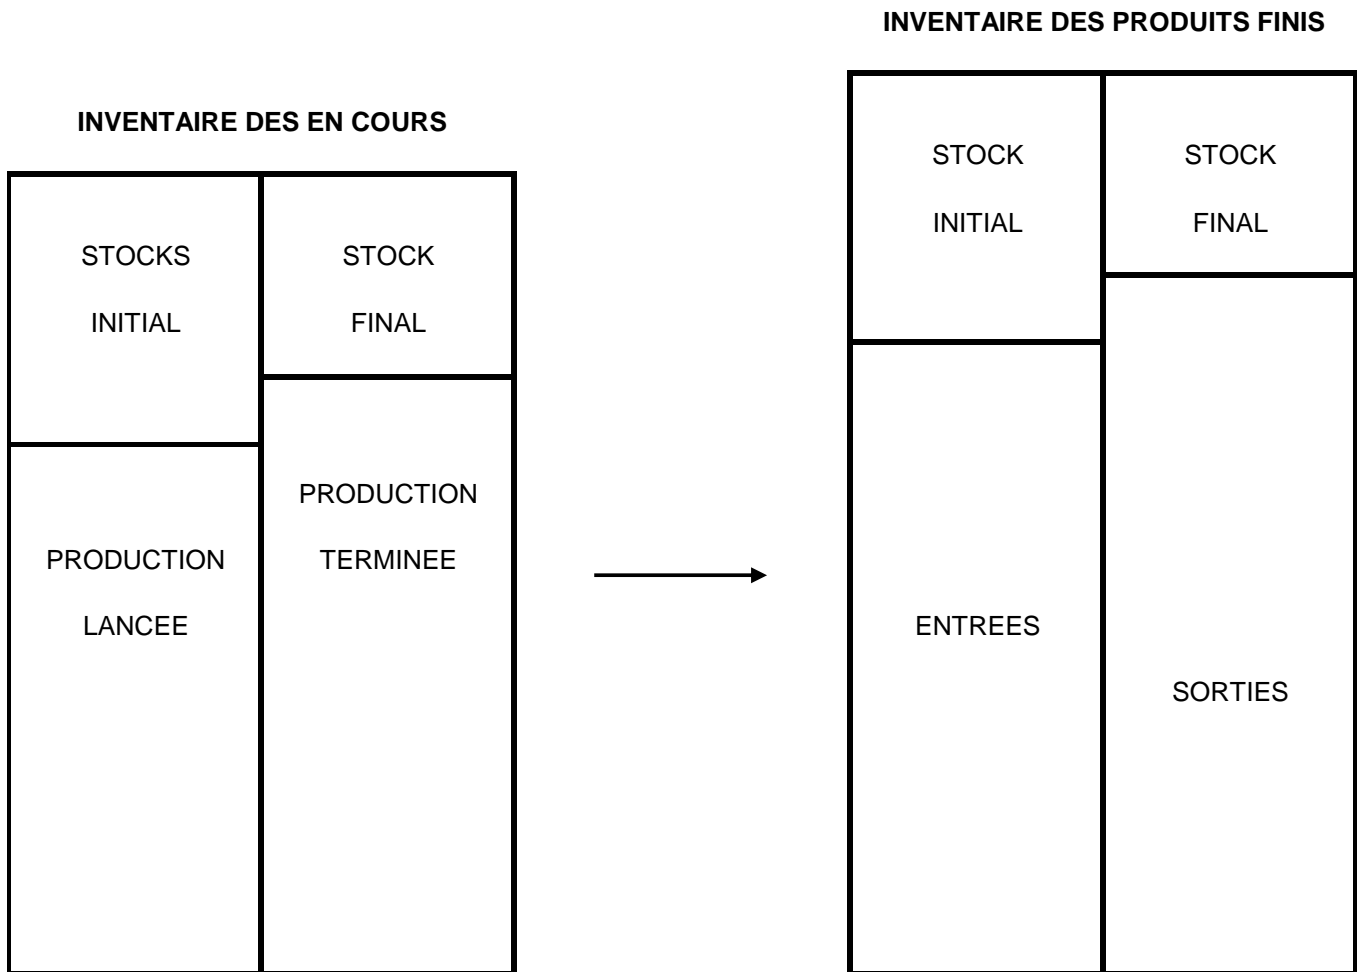 INVENTAIRE DES PRODUITS FINIS
INVENTAIRE DES EN COURS
STOCKS
INITIAL
STOCK
FINAL
PRODUCTION
LANCEE
PRODUCTION
TERMINEE
STOCK
INITIAL
STOCK
FINAL
ENTREES
SORTIES